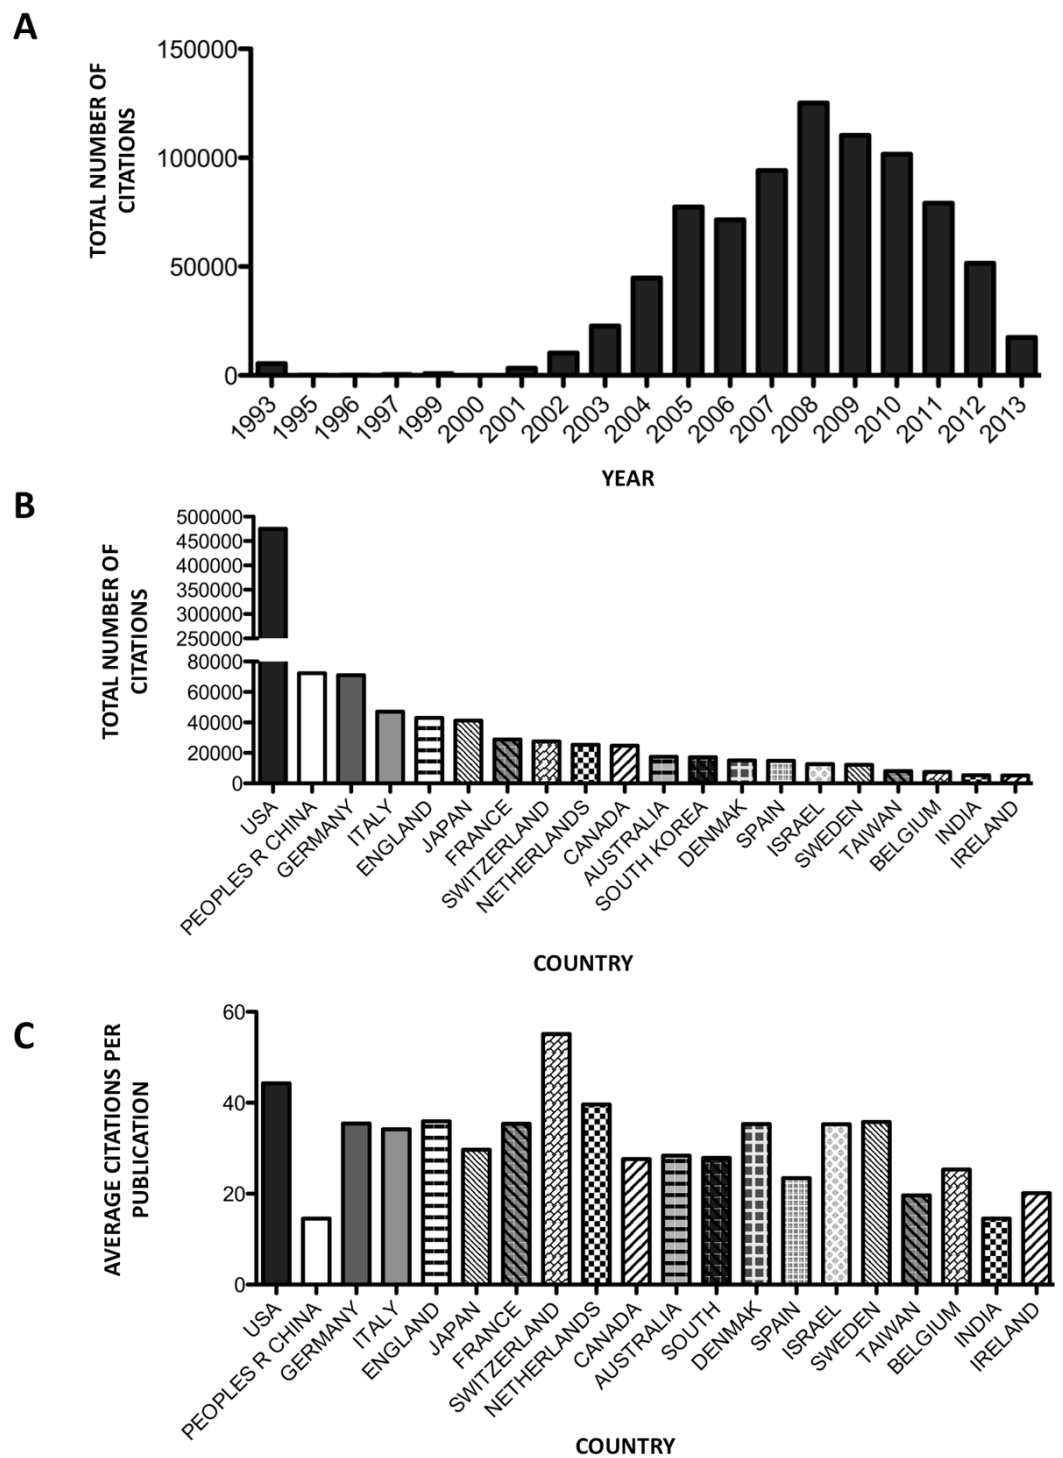 A
TOTAL NUMBER OF
CITATIONS
150000
100000
50000
0
1993 1995 1996 1997 1999 2000 2001 2002 2003 2004 2005 2006 2007 2008 2009 2010 2011 2012 2013
YEAR
B
TOTAL NUMBER OF
CITATIONS
500000
450000
400000
350000
300000
250000
80000
60000
40000
20000
0
USA PEOPLES R CHINA GERMANY ITALY ENGLAND JAPAN FRANCE SWITZERLAND NETHERLANDS CANADA AUSTRALIA SOUTH KOREA DENMAK SPAIN ISRAEL SWEDEN TAIWAN BELGIUM INDIA IRELAND
COUNTRY
C
AVERAGE CITATIONS PER
PUBLICATION
60
40
20
0
USA PEOPLES R CHINA GERMANY ITALY ENGLAND JAPAN FRANCE SWITZERLAND NETHERLANDS CANADA AUSTRALIA SOUTH DENMAK SPAIN ISRAEL SWEDEN TAIWAN BELGIUM INDIA IRELAND
COUNTRY